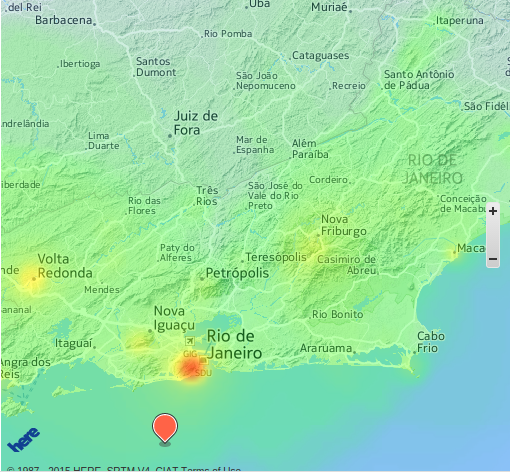 del Rei
Barbacena
Uba
Muriaé
Itaperuna
Rio Pomba
Ibertioga
Santos
Dumont
Cataguases
São João
Nepomuceno
Recreio
Santo Antônio
de Pádua
São Fidél
Juiz de
Fora
Lima
Duarte
Mar de
Espanha
Além
Paraíba
RIO DE
JANEIRO
Cordeiro
Três
Rios
São José do
Vale do Rio
Preto
Conceição
de Macabu
Rio das
Flores
Nova
Friburgo
+
−
Paty do
Alferes
Teresópolis
Casimiro de
Abreu
Maca
Volta
Redonda
Petrópolis
Mendes
Nova
Iguaçu
Rio Bonito
Itaguaí
GIG
Rio de
Janeiro
SDU
Araruama
Cabo
Frio
Angra dos
Reis
here
© 1987 - 2015 HERE, SRTM V4, CIAT Terms of Use